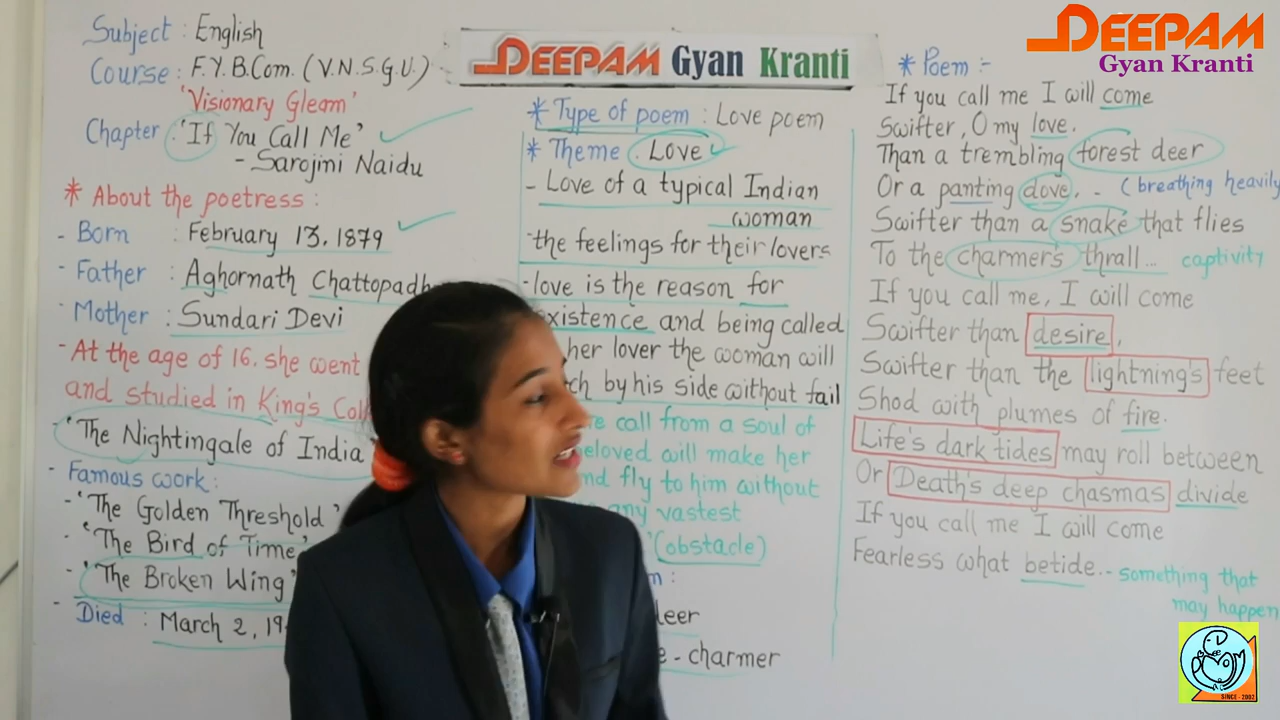 Subject : English
Course : F.Y.B.Com. (V.N.S.G.U.)
'Visionary Gleam'
Chapter : 'If You Call Me'
- Sarojini Naidu
* About the poetress :
- Born : February 13, 1879
- Father : Aghornath Chattopadh
- Mother : Sundari Devi
- At the age of 16, she went
and studied in King's
- 'The Nightingale of India
- Famous work :
- 'The Golden Threshold'
- 'The Bird of Time'
- 'The Broken Wing'
- Died : March 2, 19
DEEPAM Gyan Kranti
* Type of poem : Love poem
* Theme : Love
- Love of a typical Indian
woman
- the feelings for their lovers
- love is the reason for
existence and being called
her lover the woman will
by his side without fail
call from a soul of
will make her
fly to him without
any vastest
(obstacle)
- charmer
* Poem :-
If you call me I will come
Swifter, O my love.
Than a trembling forest deer
Or a panting dove. - (breathing heavily
Swifter than a snake that flies
To the charmer's thrall... captivity
If you call me, I will come
Swifter than desire,
Swifter than the lightning's feet
Shod with plumes of fire.
Life's dark tides may roll between
Or Death's deep chasmas divide
If you call me I will come
Fearless what betide.. - something that
may happen
DEEPAM
Gyan Kranti
SINCE - 2002